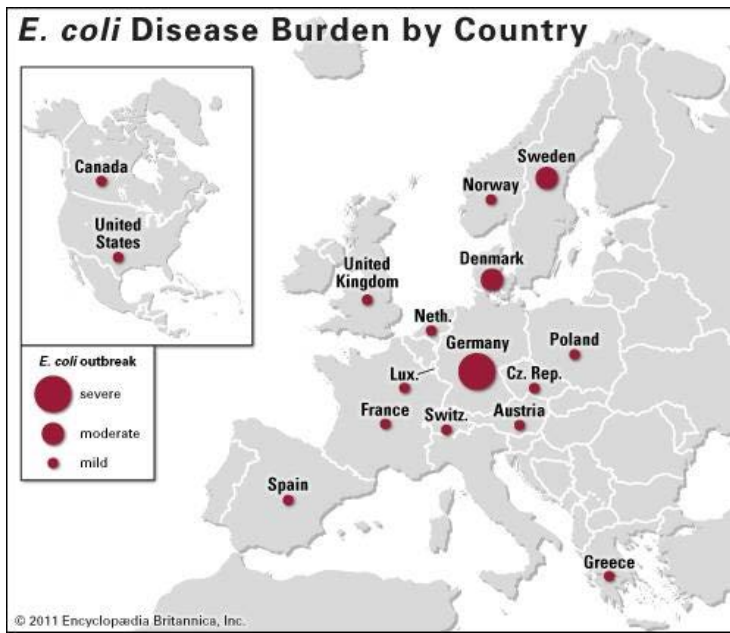 E. coli Disease Burden by Country
Canada
United
States
Sweden
Norway
Denmark
United
Kingdom
Neth.
Germany
Poland
Lux.
Cz. Rep.
France
Switz.
Austria
Spain
Greece
E. coli outbreak
severe
moderate
mild
© 2011 Encyclopædia Britannica, Inc.